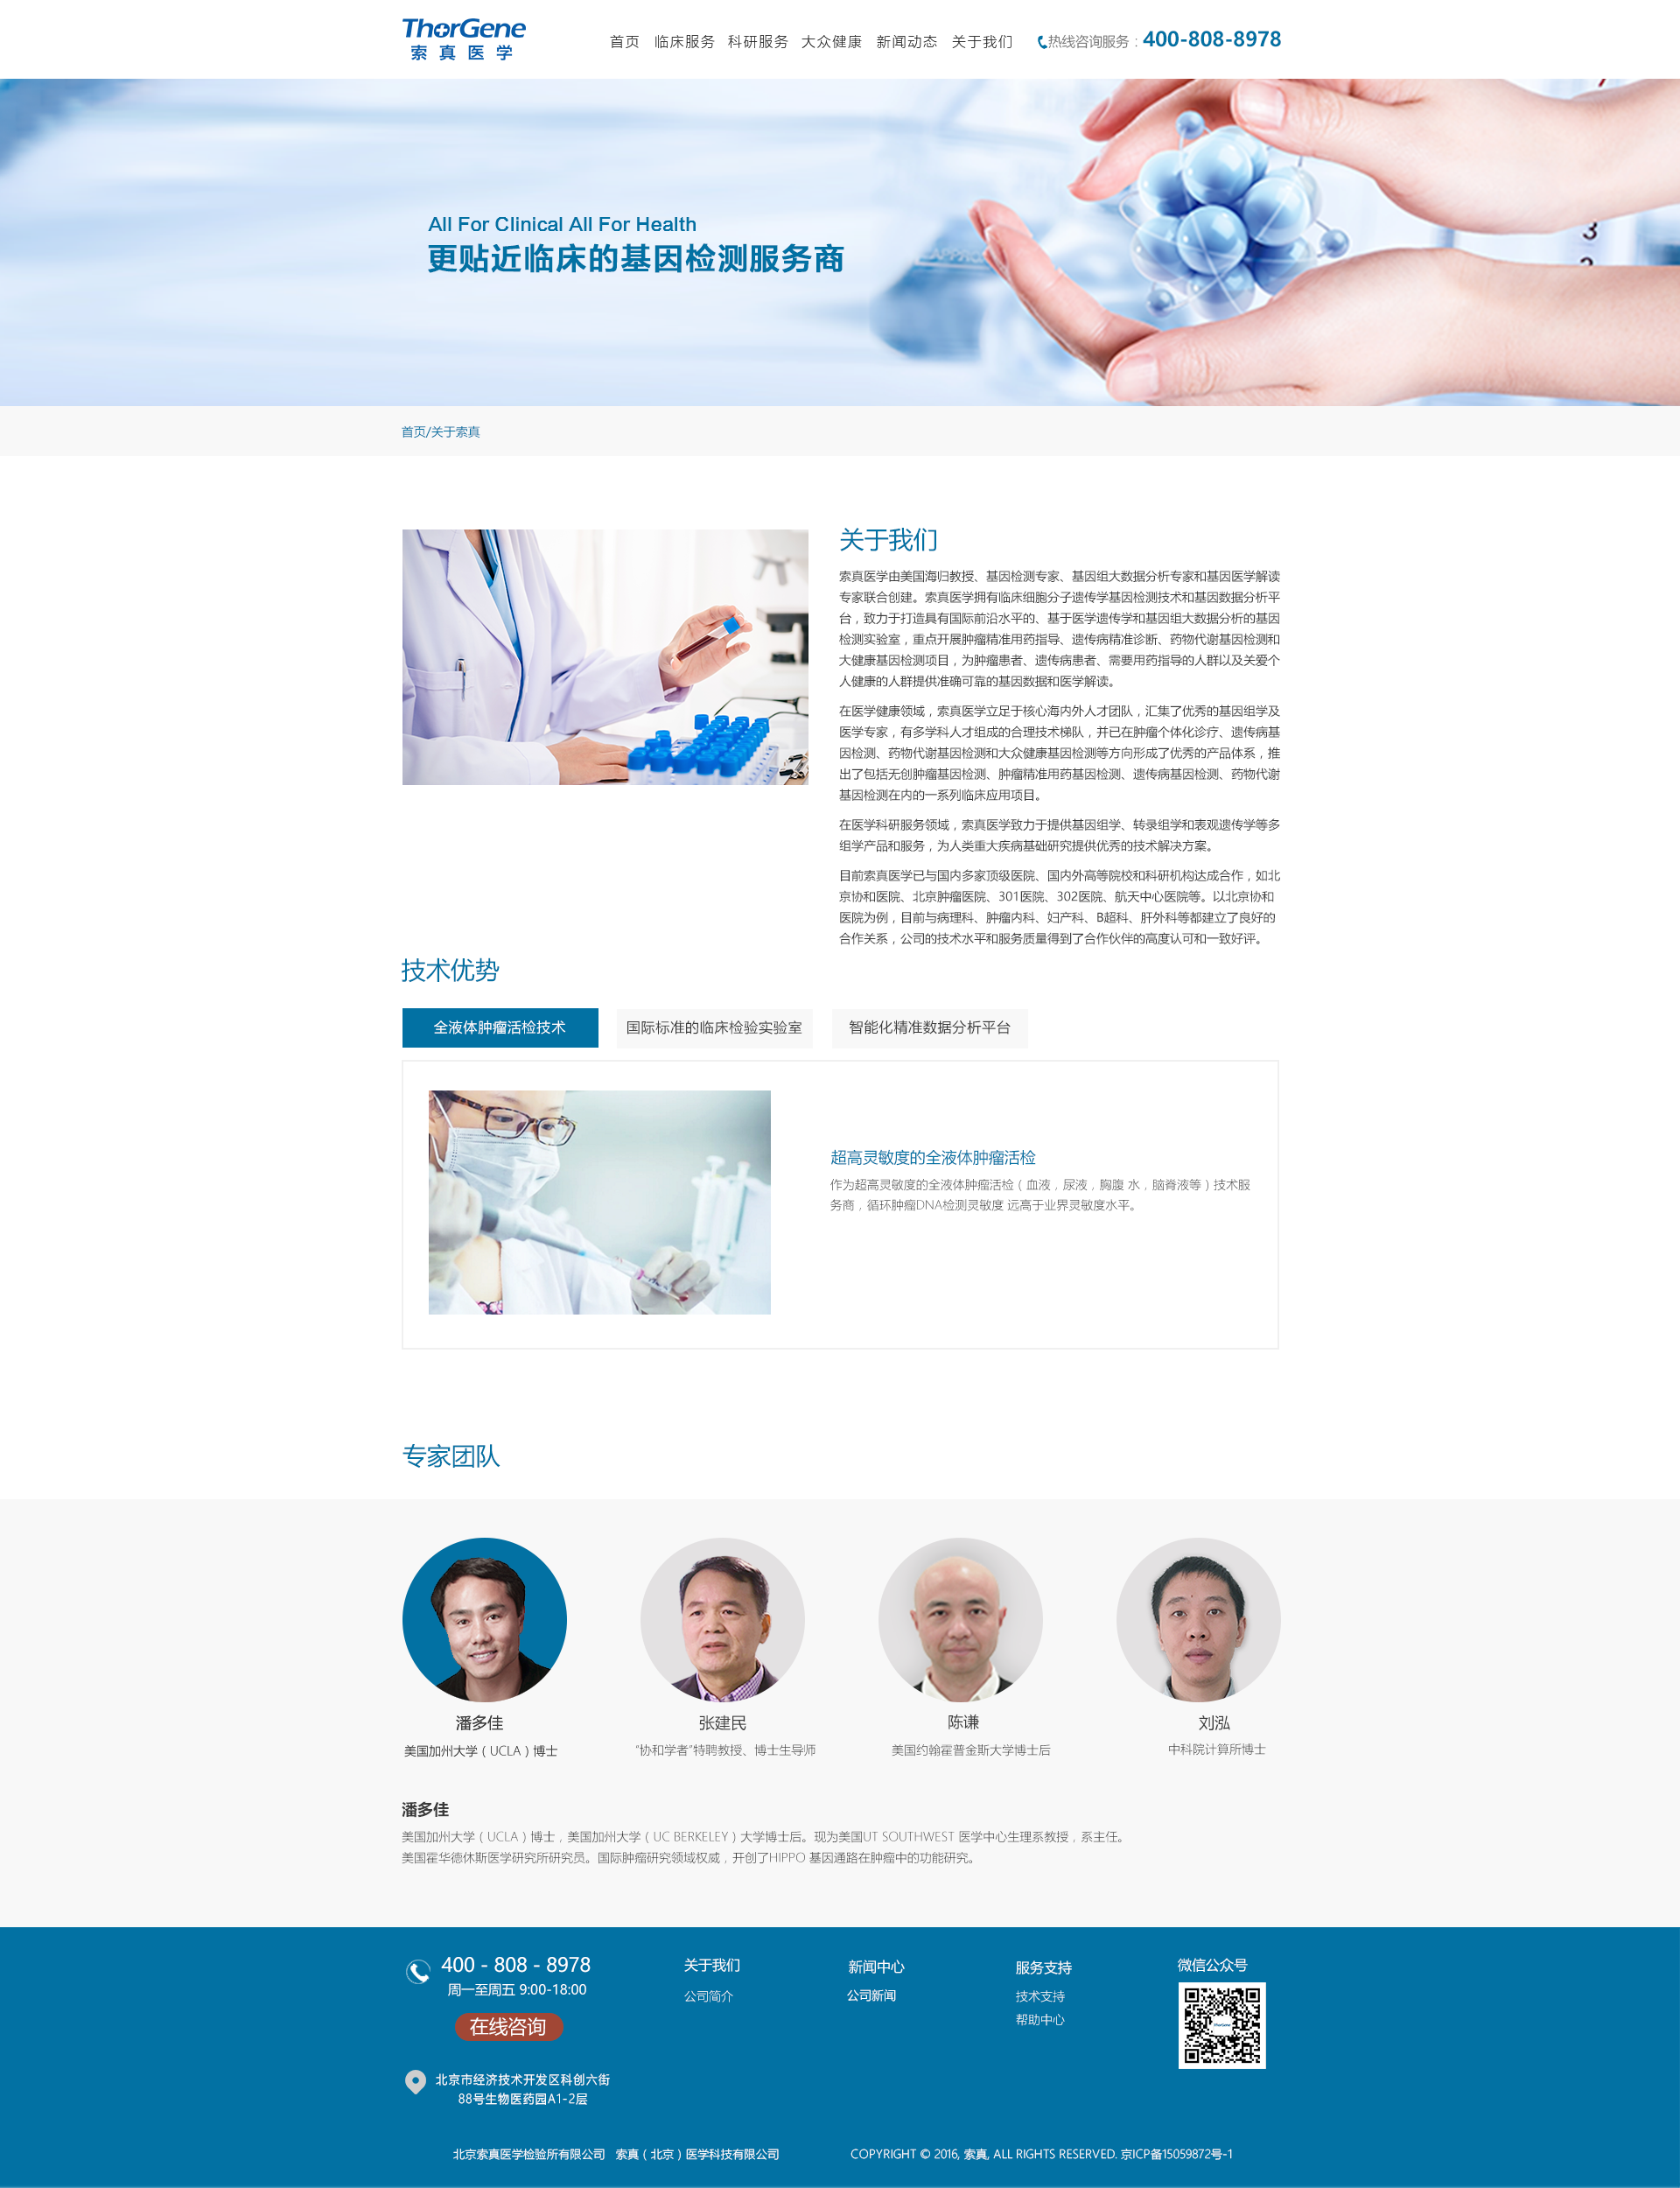 ThorGene
索真医学
首页 临床服务 科研服务 大众健康 新闻动态 关于我们 热线咨询服务：400-808-8978
All For Clinical All For Health
更贴近临床的基因检测服务商
首页/关于索真
关于我们
索真医学由美国海归教授、基因检测专家、基因组大数据分析专家和基因医学解读
专家联合创建。索真医学拥有临床细胞分子遗传学基因检测技术和基因数据分析平
台，致力于打造具有国际前沿水平的、基于医学遗传学和基因组大数据分析的基因
检测实验室，重点开展肿瘤精准用药指导、遗传病精准诊断、药物代谢基因检测和
大健康基因检测项目，为肿瘤患者、遗传病患者、需要用药指导的人群以及关爱个
人健康的人群提供准确可靠的基因数据和医学解读。
在医学健康领域，索真医学立足于核心海内外人才团队，汇集了优秀的基因组学及
医学专家，有多学科人才组成的合理技术梯队，并已在肿瘤个体化诊疗、遗传病基
因检测、药物代谢基因检测和大众健康基因检测等方向形成了优秀的产品体系，推
出了包括无创肿瘤基因检测、肿瘤精准用药基因检测、遗传病基因检测、药物代谢
基因检测在内的一系列临床应用项目。
在医学科研服务领域，索真医学致力于提供基因组学、转录组学和表观遗传学等多
组学产品和服务，为人类重大疾病基础研究提供优秀的技术解决方案。
目前索真医学已与国内多家顶级医院、国内外高等院校和科研机构达成合作，如北
京协和医院、北京肿瘤医院、301医院、302医院、航天中心医院等。以北京协和
医院为例，目前与病理科、肿瘤内科、妇产科、B超科、肝外科等都建立了良好的
合作关系，公司的技术水平和服务质量得到了合作伙伴的高度认可和一致好评。
技术优势
全液体肿瘤活检技术 国际标准的临床检验实验室 智能化精准数据分析平台
超高灵敏度的全液体肿瘤活检
作为超高灵敏度的全液体肿瘤活检（血液，尿液，胸腹 水，脑脊液等）技术服
务商，循环肿瘤DNA检测灵敏度 远高于业界灵敏度水平。
专家团队
潘多佳 张建民 陈谦 刘泓
美国加州大学（UCLA）博士 “协和学者”特聘教授、博士生导师 美国约翰霍普金斯大学博士后 中科院计算所博士
潘多佳
美国加州大学（UCLA）博士，美国加州大学（UC BERKELEY）大学博士后。现为美国UT SOUTHWEST 医学中心生理系教授，系主任。
美国霍华德休斯医学研究所研究员。国际肿瘤研究领域权威，开创了HIPPO 基因通路在肿瘤中的功能研究。
400 - 808 - 8978 关于我们 新闻中心 服务支持 微信公众号
周一至周五 9:00-18:00 公司简介 公司新闻 技术支持
帮助中心
在线咨询
ThorGene
北京市经济技术开发区科创六街
88号生物医药园A1-2层
北京索真医学检验所有限公司 索真（北京）医学科技有限公司 COPYRIGHT © 2016, 索真, ALL RIGHTS RESERVED. 京ICP备15059872号-1